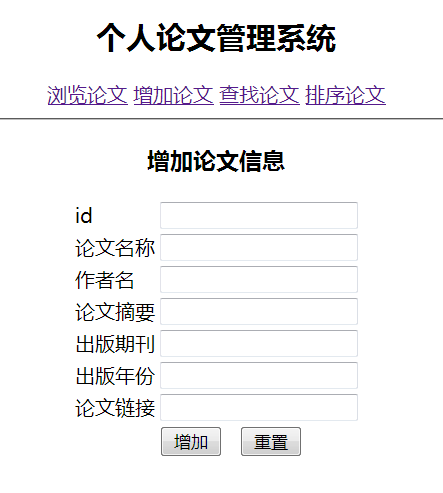 个人论文管理系统
浏览论文 增加论文 查找论文 排序论文
增加论文信息
id
论文名称
作者名
论文摘要
出版期刊
出版年份
论文链接
增加 重置